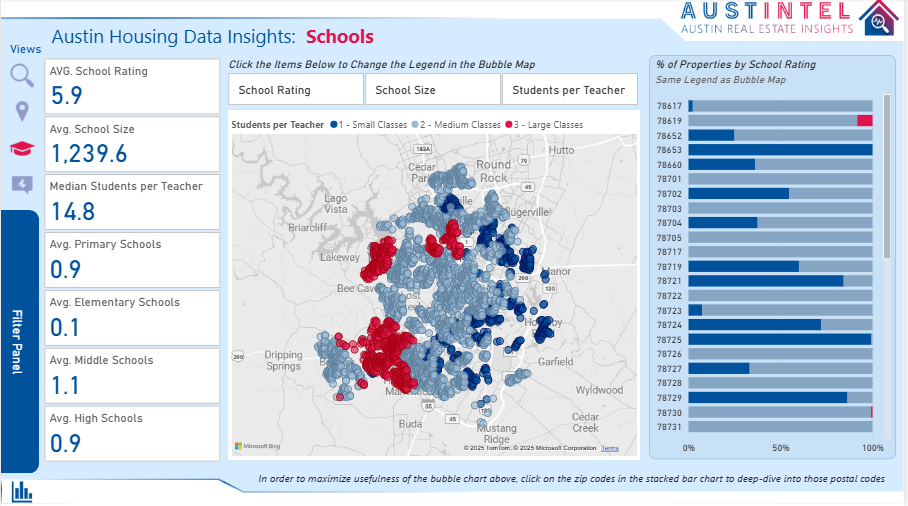 AUSTINTEL
AUSTIN REAL ESTATE INSIGHTS
Austin Housing Data Insights: Schools
Views
Filter Panel
AVG. School Rating
5.9
Avg. School Size
1,239.6
Median Students per Teacher
14.8
Avg. Primary Schools
0.9
Avg. Elementary Schools
0.1
Avg. Middle Schools
1.1
Avg. High Schools
0.9
Click the Items Below to Change the Legend in the Bubble Map
School Rating
School Size
Students per Teacher
Students per Teacher 1 - Small Classes 2 - Medium Classes 3 - Large Classes
183A
Hutto
Cedar
Round
Rock
79
45
Lago
Vista
Briarcliff
Lakeway
1
290
Manor
130
Bee Cav
290
Dripping
Springs
Garfield
Wyldwood
35
45
Buda
Mustang
Ridge
Cedar
Creek
Microsoft Bing
© 2025 TomTom, © 2025 Microsoft Corporation Terms
% of Properties by School Rating
Same Legend as Bubble Map
78617
78619
78652
78653
78660
78701
78702
78703
78704
78705
78717
78719
78721
78722
78723
78724
78725
78726
78727
78728
78729
78730
78731
0% 50% 100%
In order to maximize usefulness of the bubble chart above, click on the zip codes in the stacked bar chart to deep-dive into those postal codes